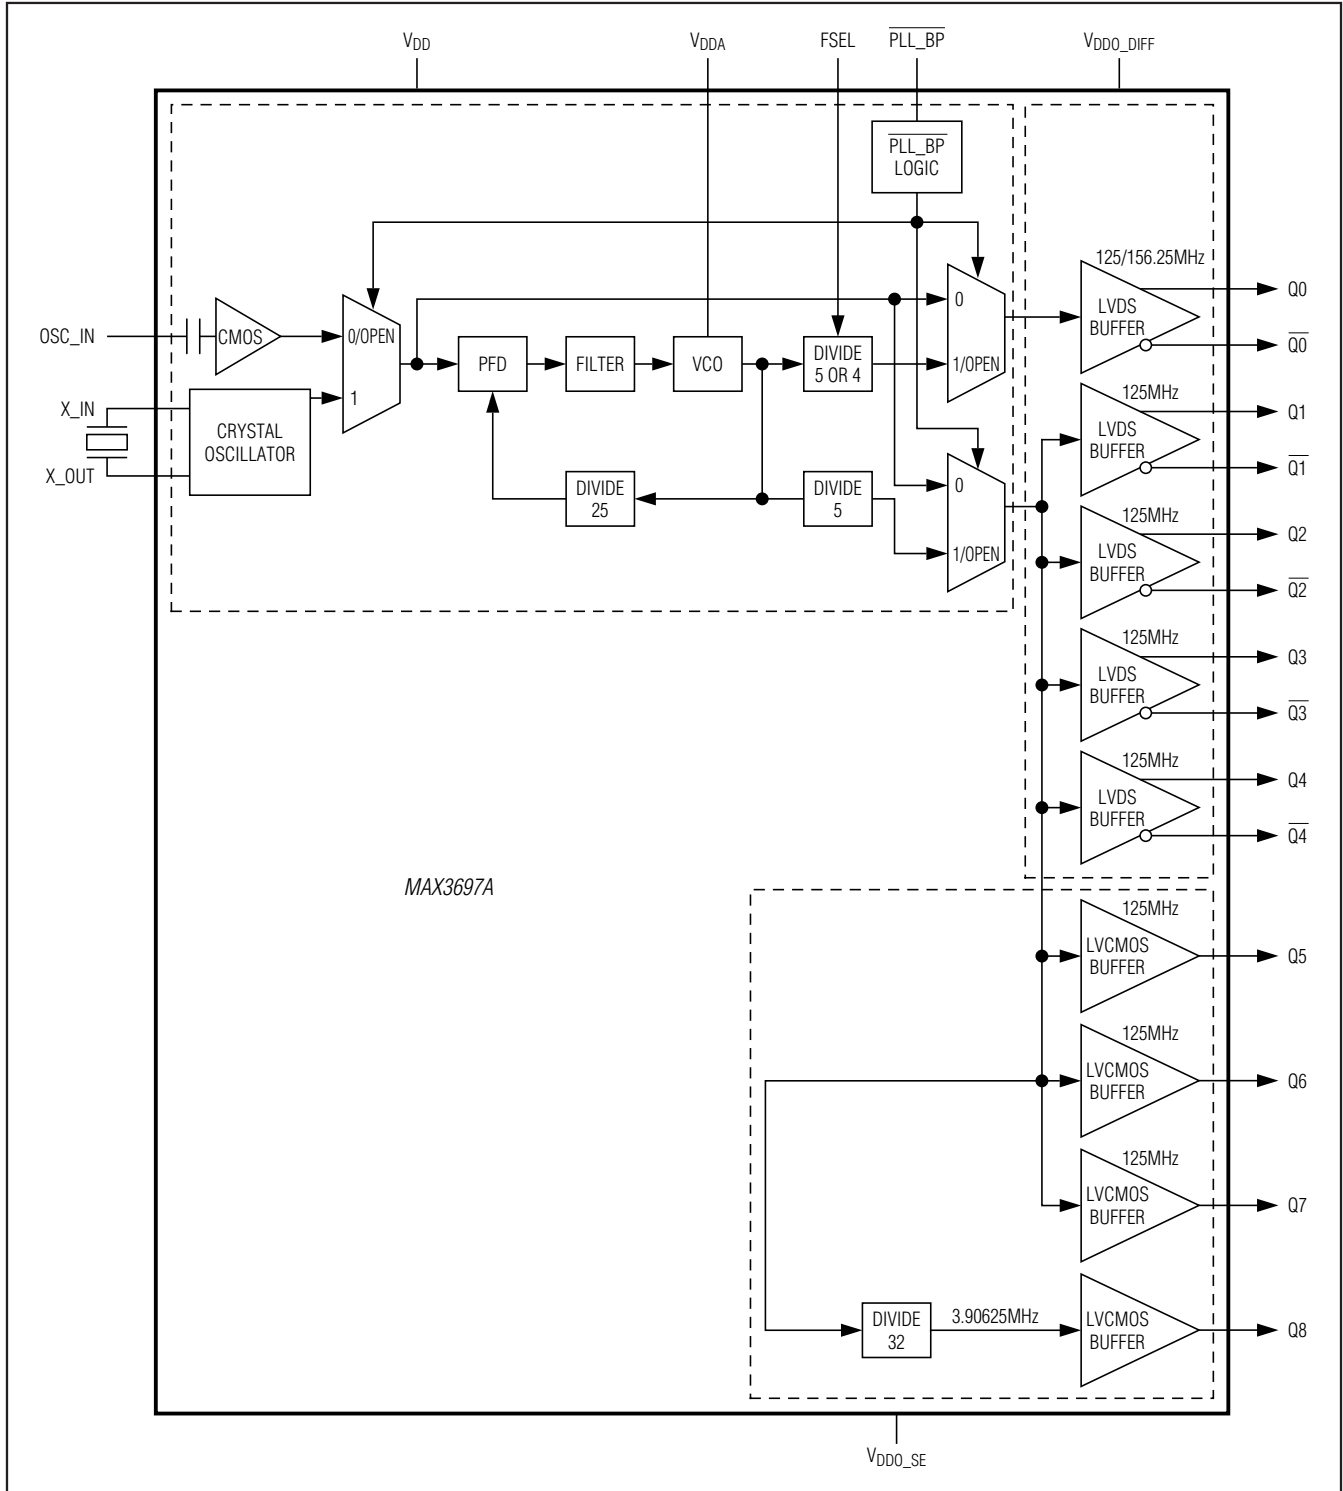 VDD
VDDA
FSEL
PLL_BP
VDDO_DIFF
PLL_BP
LOGIC
125/156.25MHz
LVDS
BUFFER
Q0
Q0
OSC_IN
CMOS
0/OPEN
1
PFD
FILTER
VCO
DIVIDE
5 OR 4
0
1/OPEN
X_IN
X_OUT
CRYSTAL
OSCILLATOR
125MHz
LVDS
BUFFER
Q1
Q1
DIVIDE
25
DIVIDE
5
0
1/OPEN
125MHz
LVDS
BUFFER
Q2
Q2
125MHz
LVDS
BUFFER
Q3
Q3
125MHz
LVDS
BUFFER
Q4
Q4
MAX3697A
125MHz
LVCMOS
BUFFER
Q5
125MHz
LVCMOS
BUFFER
Q6
125MHz
LVCMOS
BUFFER
Q7
DIVIDE
32
3.90625MHz
LVCMOS
BUFFER
Q8
VDDO_SE